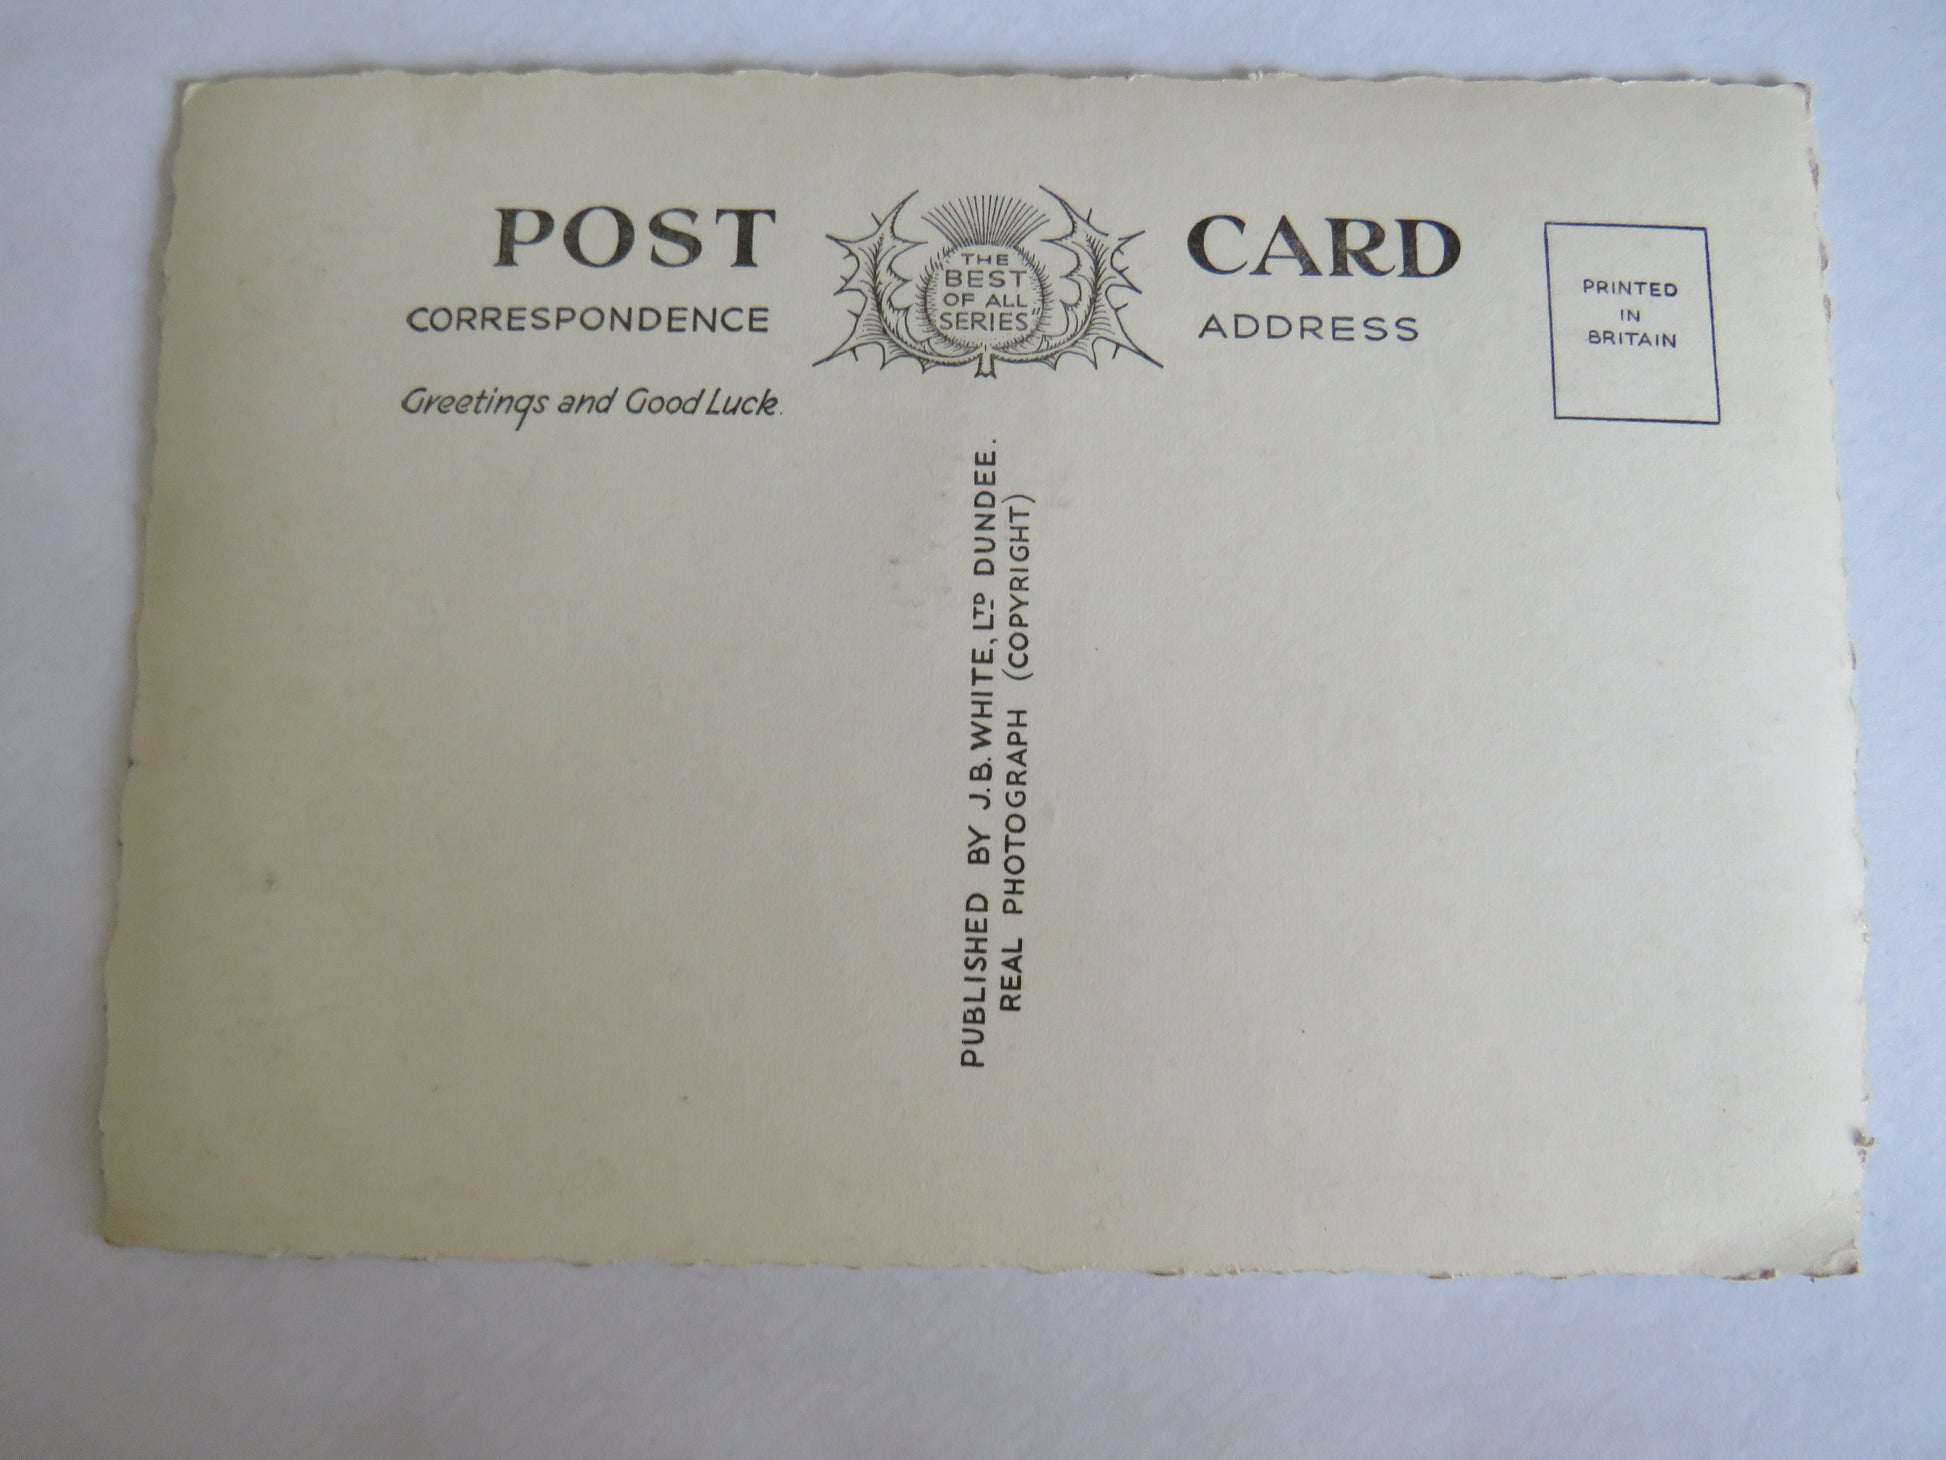 POST CARD
THE
BEST
OF ALL
SERIES
CORRESPONDENCE
ADDRESS
Greetings and Good Luck.
PRINTED
IN
BRITAIN
PUBLISHED BY J.B. WHITE, LTD DUNDEE.
REAL PHOTOGRAPH (COPYRIGHT)